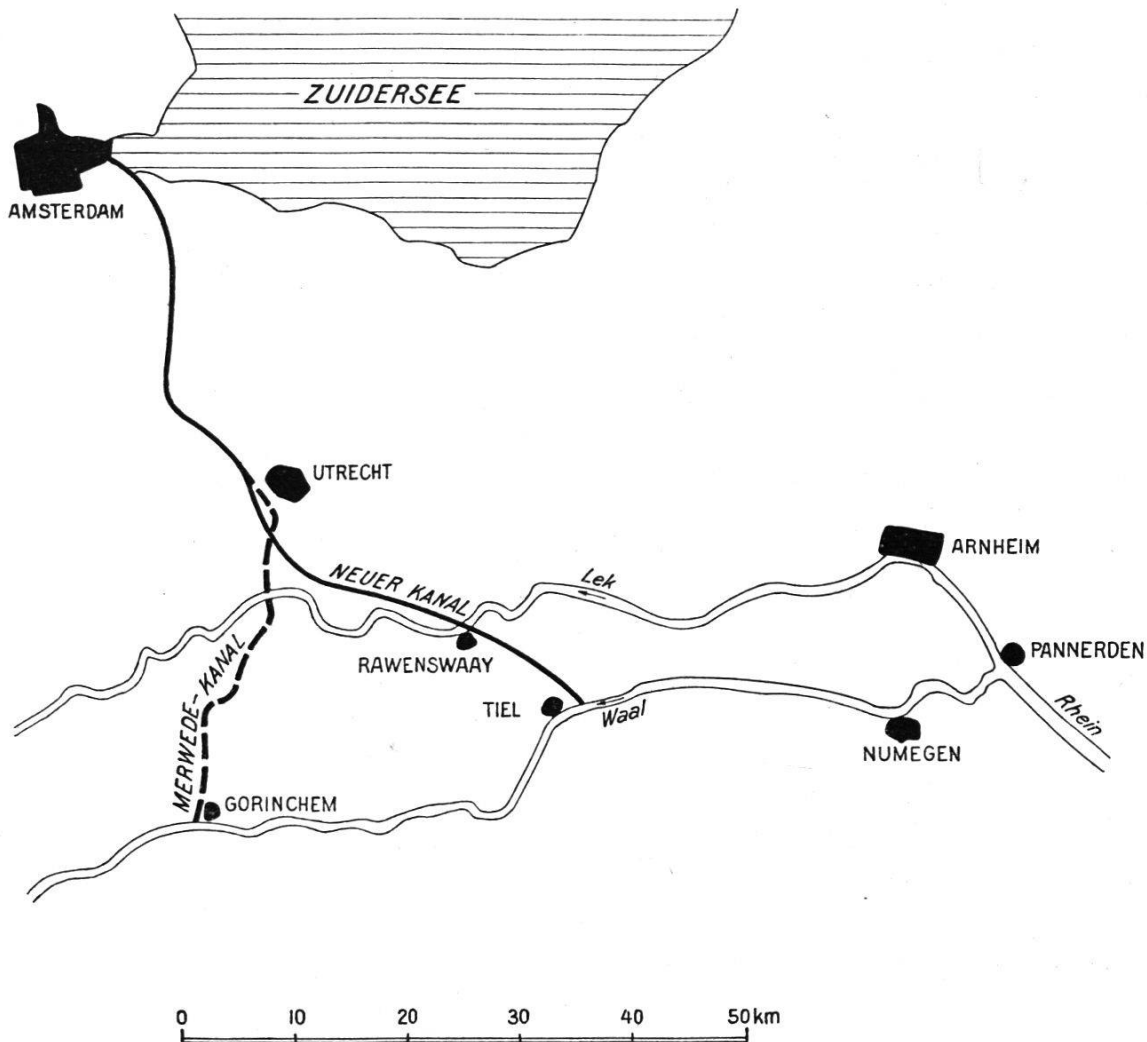 ZUIDERSEE
AMSTERDAM
UTRECHT
ARNHEIM
Lek
NEUER KANAL
PANNERDEN
RAWENSWAAY
MERWEDE-KANAL
TIEL
Waal
Rhein
NUMEGEN
GORINCHEM
0 10 20 30 40 50 km